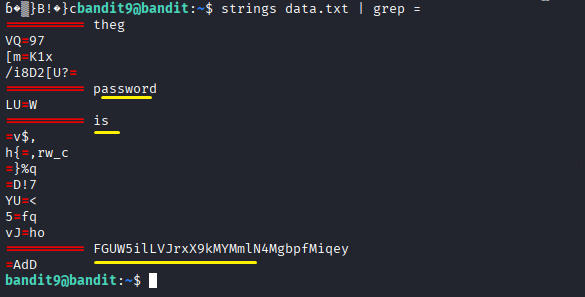 }B! }cbandit9@bandit:~$ strings data.txt | grep =
========== theg
VQ=97
[m=K1x
/i8D2[U?=
========== password
LU=W
========== is
=v$,
h{=,rw_c
=}%q
=D!7
YU=<
5=fq
vJ=ho
========== FGUW5ilLVJrxX9kMYMmlN4MgbpfMiqey
=AdD
bandit9@bandit:~$